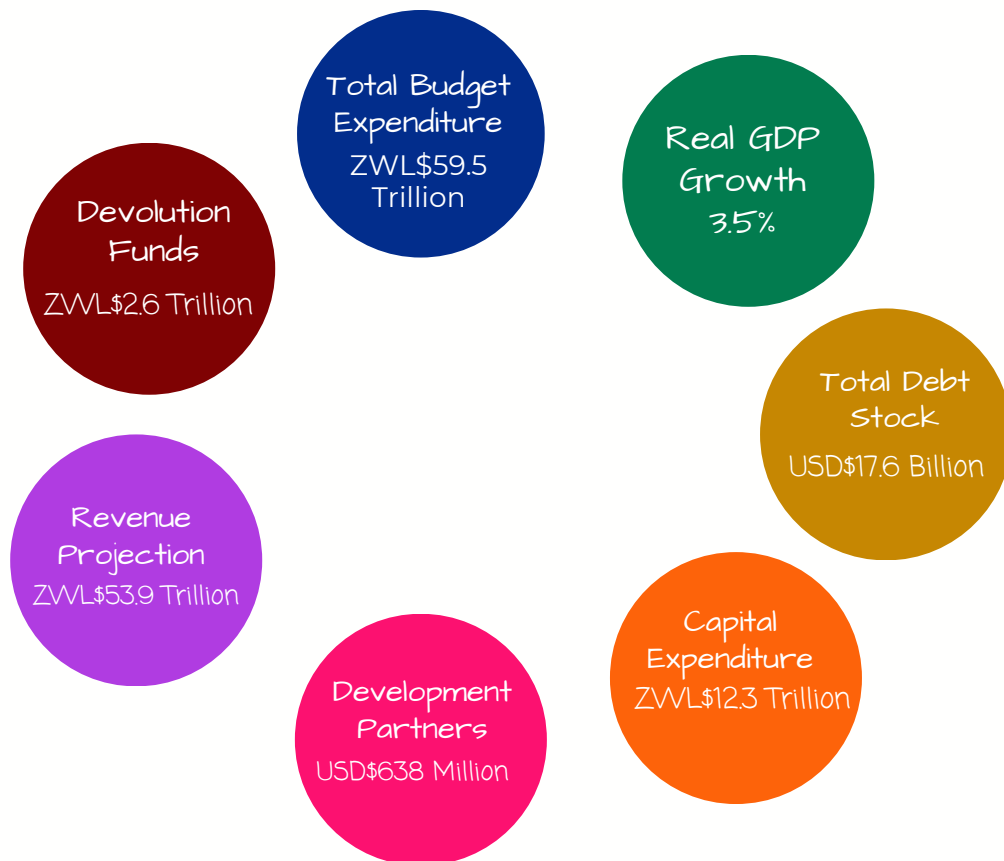 Total Budget
Expenditure
ZWL$59.5
Trillion
Real GDP
Growth
3.5%
Devolution
Funds
ZWL$2.6 Trillion
Total Debt
Stock
USD$17.6 Billion
Revenue
Projection
ZWL$53.9 Trillion
Capital
Expenditure
ZWL$12.3 Trillion
Development
Partners
USD$638 Million